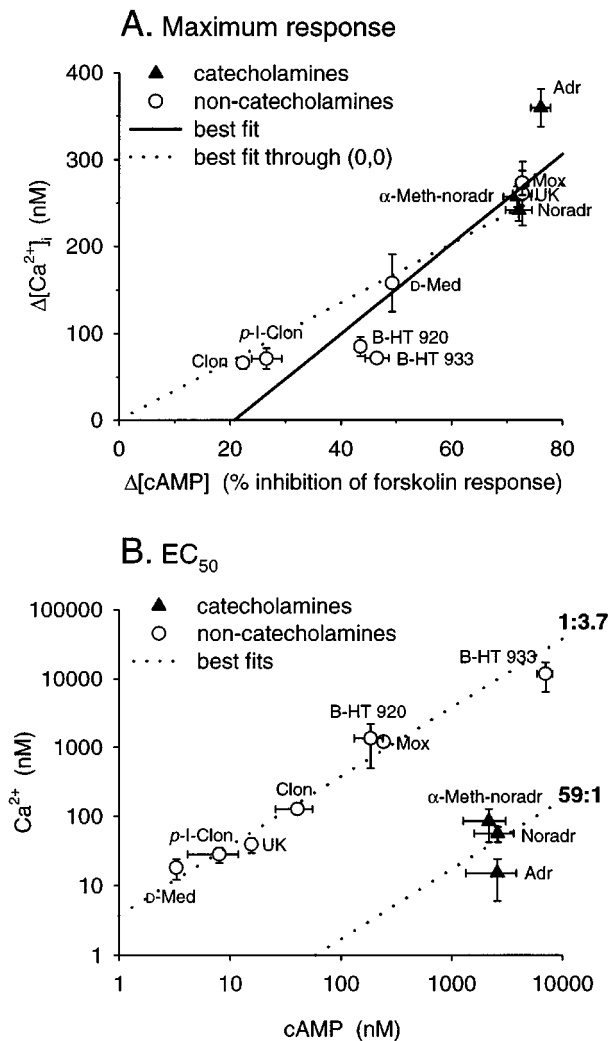 A. Maximum response
400
300
200
100
0
Δ[Ca²⁺]ᵢ (nM)
catecholamines
non-catecholamines
best fit
best fit through (0,0)
Adr
Mox
α-Meth-noradr
UK
Noradr
D-Med
p-I-Clon
B-HT 920
Clon
B-HT 933
0 20 40 60 80
Δ[cAMP] (% inhibition of forskolin response)
B. EC₅₀
100000
10000
1000
100
10
1
Ca²⁺ (nM)
catecholamines
non-catecholamines
best fits
1:3.7
B-HT 933
B-HT 920
Mox
Clon.
59:1
α-Meth-noradr
p-I-Clon
UK
Noradr
D-Med
Adr
1 10 100 1000 10000
cAMP (nM)